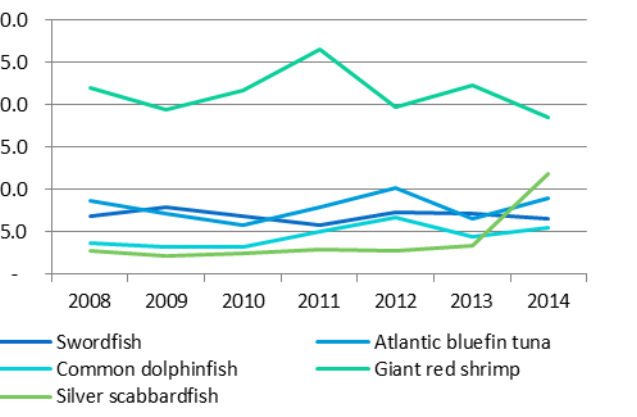 0.0
5.0
0.0
5.0
0.0
5.0
-
2008 2009 2010 2011 2012 2013 2014
Swordfish Atlantic bluefin tuna
Common dolphinfish Giant red shrimp
Silver scabbardfish